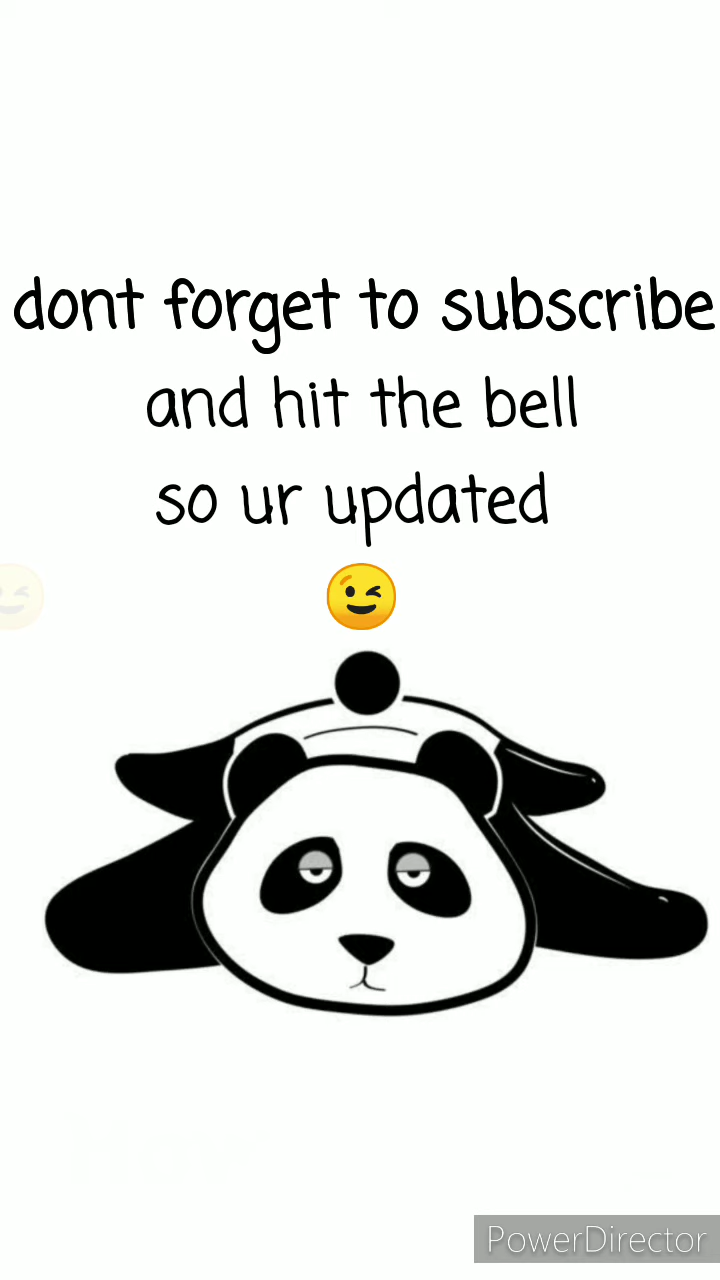 dont forget to subscribe
and hit the bell
so ur updated
😉
PowerDirector